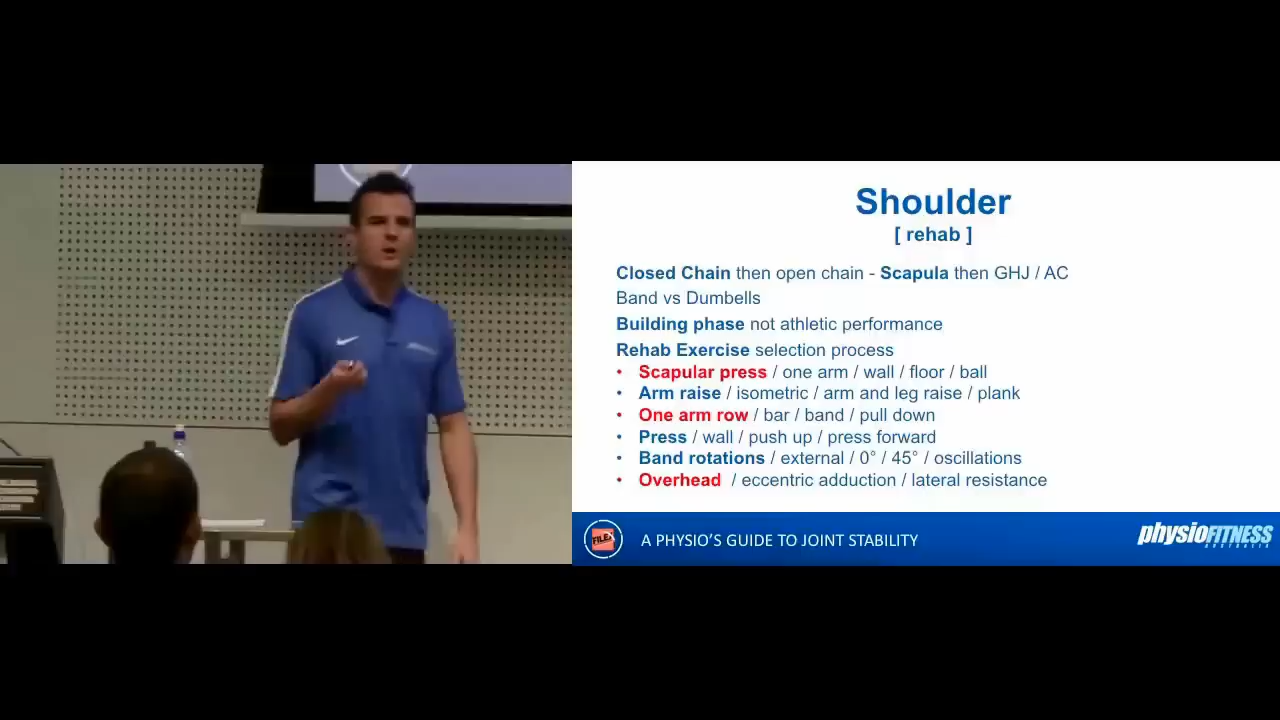 Shoulder
[ rehab ]
Closed Chain then open chain - Scapula then GHJ / AC
Band vs Dumbells
Building phase not athletic performance
Rehab Exercise selection process
• Scapular press / one arm / wall / floor / ball
• Arm raise / isometric / arm and leg raise / plank
• One arm row / bar / band / pull down
• Press / wall / push up / press forward
• Band rotations / external / 0° / 45° / oscillations
• Overhead / eccentric adduction / lateral resistance
FILEX
A PHYSIO'S GUIDE TO JOINT STABILITY
physioFITNESS
AUSTRALIA